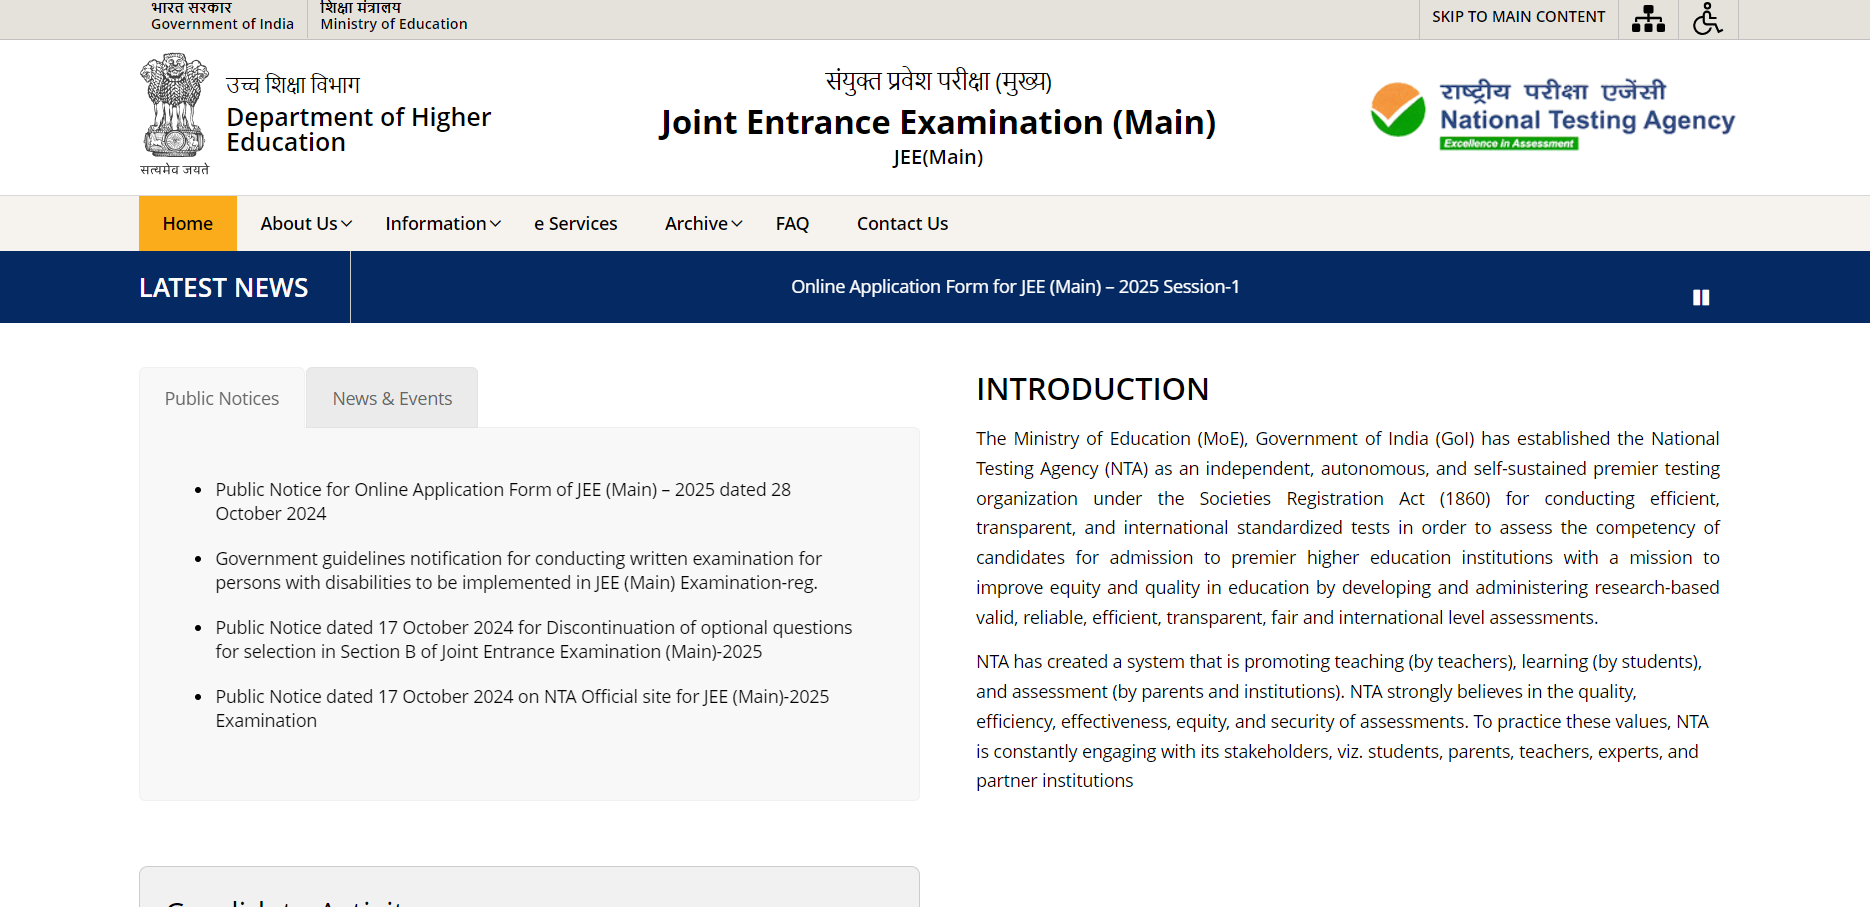 भारत सरकार
Government of India
शिक्षा मंत्रालय
Ministry of Education
SKIP TO MAIN CONTENT
सत्यमेव जयते
उच्च शिक्षा विभाग
Department of Higher
Education
संयुक्त प्रवेश परीक्षा (मुख्य)
Joint Entrance Examination (Main)
JEE(Main)
राष्ट्रीय परीक्षा एजेंसी
National Testing Agency
Excellence in Assessment
Home About Us Information e Services Archive FAQ Contact Us
LATEST NEWS
Online Application Form for JEE (Main) – 2025 Session-1
Public Notices
News & Events
Public Notice for Online Application Form of JEE (Main) – 2025 dated 28
October 2024
Government guidelines notification for conducting written examination for
persons with disabilities to be implemented in JEE (Main) Examination-reg.
Public Notice dated 17 October 2024 for Discontinuation of optional questions
for selection in Section B of Joint Entrance Examination (Main)-2025
Public Notice dated 17 October 2024 on NTA Official site for JEE (Main)-2025
Examination
INTRODUCTION
The Ministry of Education (MoE), Government of India (GoI) has established the National
Testing Agency (NTA) as an independent, autonomous, and self-sustained premier testing
organization under the Societies Registration Act (1860) for conducting efficient,
transparent, and international standardized tests in order to assess the competency of
candidates for admission to premier higher education institutions with a mission to
improve equity and quality in education by developing and administering research-based
valid, reliable, efficient, transparent, fair and international level assessments.
NTA has created a system that is promoting teaching (by teachers), learning (by students),
and assessment (by parents and institutions). NTA strongly believes in the quality,
efficiency, effectiveness, equity, and security of assessments. To practice these values, NTA
is constantly engaging with its stakeholders, viz. students, parents, teachers, experts, and
partner institutions